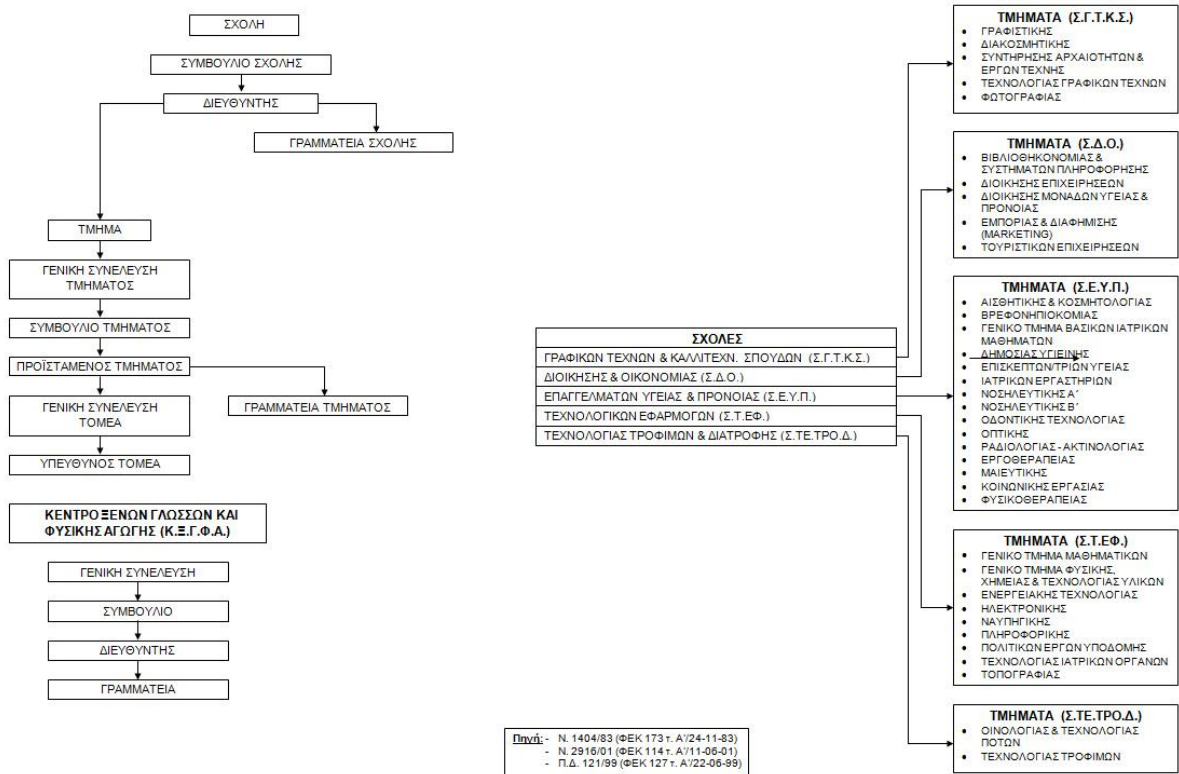 ΣΧΟΛΗ
ΣΥΜΒΟΥΛΙΟ ΣΧΟΛΗΣ
ΔΙΕΥΘΥΝΤΗΣ
ΓΡΑΜΜΑΤΕΙΑ ΣΧΟΛΗΣ
ΤΜΗΜΑ
ΓΕΝΙΚΗ ΣΥΝΕΛΕΥΣΗ
ΤΜΗΜΑΤΟΣ
ΣΥΜΒΟΥΛΙΟ ΤΜΗΜΑΤΟΣ
ΠΡΟΪΣΤΑΜΕΝΟΣ ΤΜΗΜΑΤΟΣ
ΓΡΑΜΜΑΤΕΙΑ ΤΜΗΜΑΤΟΣ
ΓΕΝΙΚΗ ΣΥΝΕΛΕΥΣΗ
ΤΟΜΕΑ
ΥΠΕΥΘΥΝΟΣ ΤΟΜΕΑ
ΚΕΝΤΡΟ ΞΕΝΩΝ ΓΛΩΣΣΩΝ ΚΑΙ
ΦΥΣΙΚΗΣ ΑΓΩΓΗΣ (Κ.Ξ.Γ.Φ.Α.)
ΓΕΝΙΚΗ ΣΥΝΕΛΕΥΣΗ
ΣΥΜΒΟΥΛΙΟ
ΔΙΕΥΘΥΝΤΗΣ
ΓΡΑΜΜΑΤΕΙΑ
ΣΧΟΛΕΣ
ΓΡΑΦΙΚΩΝ ΤΕΧΝΩΝ & ΚΑΛΛΙΤΕΧΝ. ΣΠΟΥΔΩΝ (Σ.Γ.Τ.Κ.Σ.)
ΔΙΟΙΚΗΣΗΣ & ΟΙΚΟΝΟΜΙΑΣ (Σ.Δ.Ο.)
ΕΠΑΓΓΕΛΜΑΤΩΝ ΥΓΕΙΑΣ & ΠΡΟΝΟΙΑΣ (Σ.Ε.Υ.Π.)
ΤΕΧΝΟΛΟΓΙΚΩΝ ΕΦΑΡΜΟΓΩΝ (Σ.Τ.ΕΦ.)
ΤΕΧΝΟΛΟΓΙΑΣ ΤΡΟΦΙΜΩΝ & ΔΙΑΤΡΟΦΗΣ (Σ.ΤΕ.ΤΡΟ.Δ.)
Πηγή: - Ν. 1404/83 (ΦΕΚ 173 τ. Α'/24-11-83)
- Ν. 2916/01 (ΦΕΚ 114 τ. Α'/11-06-01)
- Π.Δ. 121/99 (ΦΕΚ 127 τ. Α'/22-06-99)
ΤΜΗΜΑΤΑ (Σ.Γ.Τ.Κ.Σ.)
• ΓΡΑΦΙΣΤΙΚΗΣ
• ΔΙΑΚΟΣΜΗΤΙΚΗΣ
• ΣΥΝΤΗΡΗΣΗΣ ΑΡΧΑΙΟΤΗΤΩΝ &
ΕΡΓΩΝ ΤΕΧΝΗΣ
• ΤΕΧΝΟΛΟΓΙΑΣ ΓΡΑΦΙΚΩΝ ΤΕΧΝΩΝ
• ΦΩΤΟΓΡΑΦΙΑΣ
ΤΜΗΜΑΤΑ (Σ.Δ.Ο.)
• ΒΙΒΛΙΟΘΗΚΟΝΟΜΙΑΣ &
ΣΥΣΤΗΜΑΤΩΝ ΠΛΗΡΟΦΟΡΗΣΗΣ
• ΔΙΟΙΚΗΣΗΣ ΕΠΙΧΕΙΡΗΣΕΩΝ
• ΔΙΟΙΚΗΣΗΣ ΜΟΝΑΔΩΝ ΥΓΕΙΑΣ &
ΠΡΟΝΟΙΑΣ
• ΕΜΠΟΡΙΑΣ & ΔΙΑΦΗΜΙΣΗΣ
(MARKETING)
• ΤΟΥΡΙΣΤΙΚΩΝ ΕΠΙΧΕΙΡΗΣΕΩΝ
ΤΜΗΜΑΤΑ (Σ.Ε.Υ.Π.)
• ΑΙΣΘΗΤΙΚΗΣ & ΚΟΣΜΗΤΟΛΟΓΙΑΣ
• ΒΡΕΦΟΝΗΠΙΟΚΟΜΙΑΣ
• ΓΕΝΙΚΟ ΤΜΗΜΑ ΒΑΣΙΚΩΝ ΙΑΤΡΙΚΩΝ
ΜΑΘΗΜΑΤΩΝ
• ΔΗΜΟΣΙΑΣ ΥΓΙΕΙΝΗΣ
• ΕΠΙΣΚΕΠΤΩΝ/ΤΡΙΩΝ ΥΓΕΙΑΣ
• ΙΑΤΡΙΚΩΝ ΕΡΓΑΣΤΗΡΙΩΝ
• ΝΟΣΗΛΕΥΤΙΚΗΣ Α΄
• ΝΟΣΗΛΕΥΤΙΚΗΣ Β΄
• ΟΔΟΝΤΙΚΗΣ ΤΕΧΝΟΛΟΓΙΑΣ
• ΟΠΤΙΚΗΣ
• ΡΑΔΙΟΛΟΓΙΑΣ - ΑΚΤΙΝΟΛΟΓΙΑΣ
• ΕΡΓΟΘΕΡΑΠΕΙΑΣ
• ΜΑΙΕΥΤΙΚΗΣ
• ΚΟΙΝΩΝΙΚΗΣ ΕΡΓΑΣΙΑΣ
• ΦΥΣΙΚΟΘΕΡΑΠΕΙΑΣ
ΤΜΗΜΑΤΑ (Σ.Τ.ΕΦ.)
• ΓΕΝΙΚΟ ΤΜΗΜΑ ΜΑΘΗΜΑΤΙΚΩΝ
• ΓΕΝΙΚΟ ΤΜΗΜΑ ΦΥΣΙΚΗΣ,
ΧΗΜΕΙΑΣ & ΤΕΧΝΟΛΟΓΙΑΣ ΥΛΙΚΩΝ
• ΕΝΕΡΓΕΙΑΚΗΣ ΤΕΧΝΟΛΟΓΙΑΣ
• ΗΛΕΚΤΡΟΝΙΚΗΣ
• ΝΑΥΠΗΓΙΚΗΣ
• ΠΛΗΡΟΦΟΡΙΚΗΣ
• ΠΟΛΙΤΙΚΩΝ ΕΡΓΩΝ ΥΠΟΔΟΜΗΣ
• ΤΕΧΝΟΛΟΓΙΑΣ ΙΑΤΡΙΚΩΝ ΟΡΓΑΝΩΝ
• ΤΟΠΟΓΡΑΦΙΑΣ
ΤΜΗΜΑΤΑ (Σ.ΤΕ.ΤΡΟ.Δ.)
• ΟΙΝΟΛΟΓΙΑΣ & ΤΕΧΝΟΛΟΓΙΑΣ
ΠΟΤΩΝ
• ΤΕΧΝΟΛΟΓΙΑΣ ΤΡΟΦΙΜΩΝ